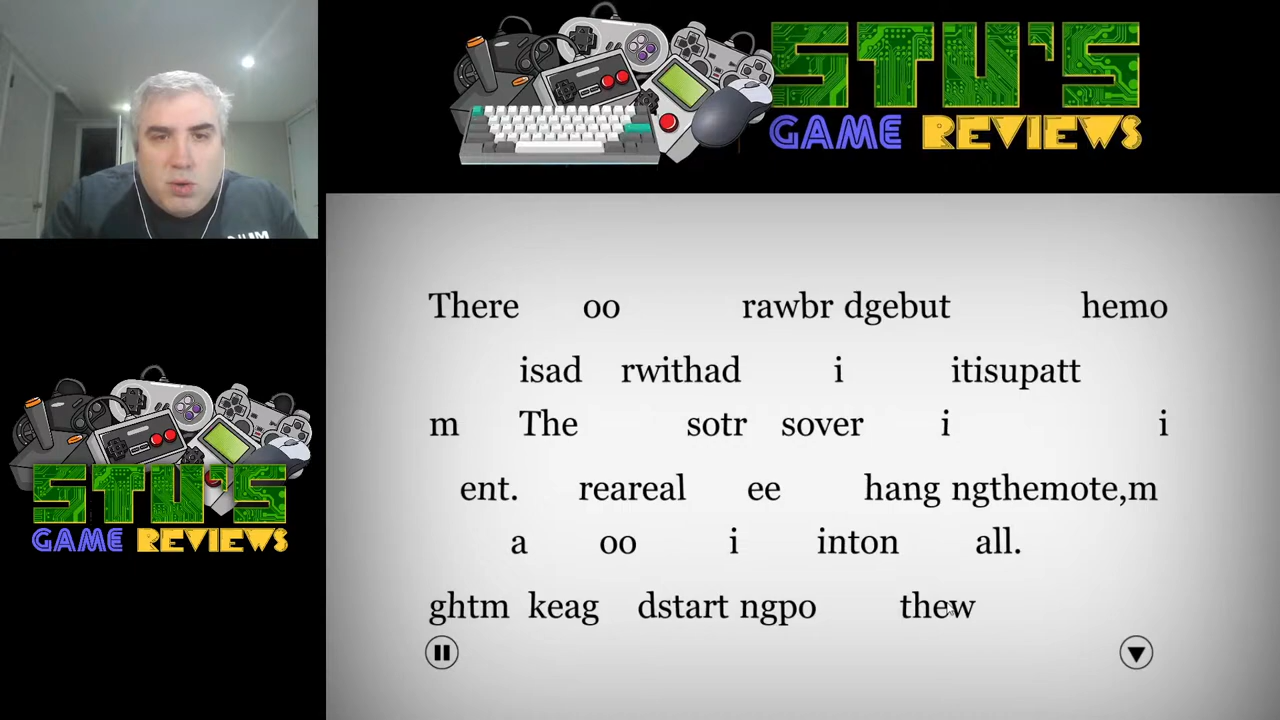 STU'S
GAME REVIEWS
There oo rawbr dgebut hemo
isad rwithad i itisupatt
m The sotr sover i i
ent. reareal ee hang ngthemote,m
a oo i inton all.
ghtm keag dstart ngpo thew
STU'S
GAME REVIEWS